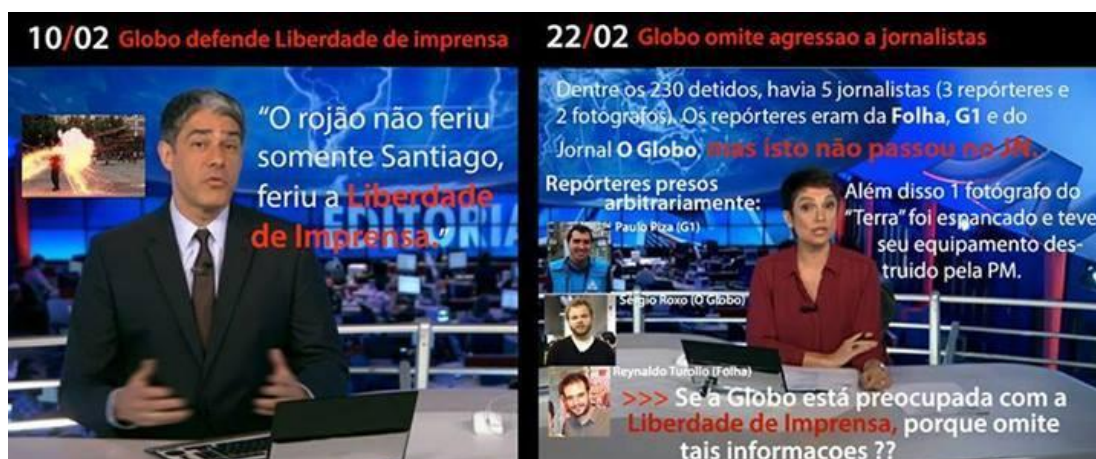 10/02 Globo defende Liberdade de imprensa
"O rojão não feriu
somente Santiago,
feriu a Liberdade
de Imprensa."
EDITORIA
22/02 Globo omite agressao a jornalistas
Dentre os 230 detidos, havia 5 jornalistas (3 repórteres e
2 fotógrafos). Os repórteres eram da Folha, G1 e do
Jornal O Globo, mas isto não passou no JN.
Repórteres presos
arbitrariamente:
Paulo Piza (G1)
Sérgio Roxo (O Globo)
Reynaldo Turollo (Folha)
Além disso 1 fotógrafo do
"Terra" foi espancado e teve
seu equipamento des-
truido pela PM.
>>> Se a Globo está preocupada com a
Liberdade de Imprensa, porque omite
tais informacoes ??